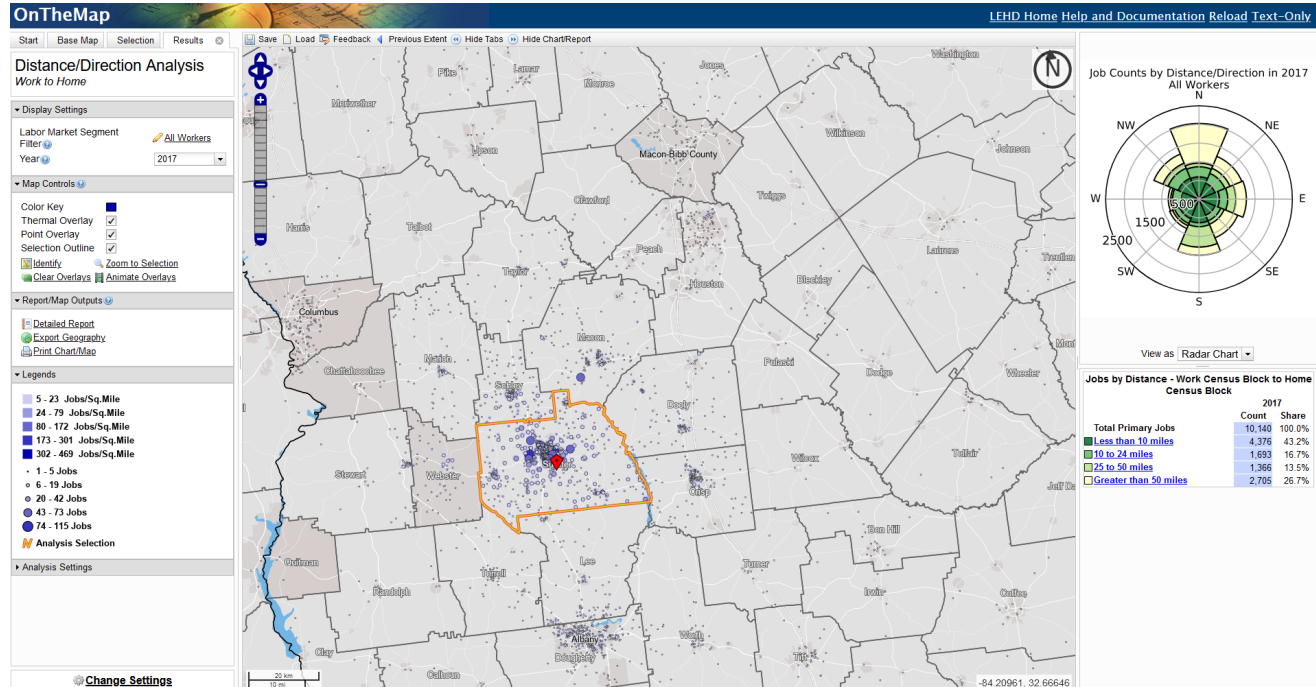 OnTheMap
LEHD Home Help and Documentation Reload Text-Only
Start Base Map Selection Results
Save Load Feedback Previous Extent Hide Tabs Hide Chart/Report
Distance/Direction Analysis
Work to Home
Display Settings
Labor Market Segment
Filter
All Workers
Year
2017
Map Controls
Color Key
Thermal Overlay
Point Overlay
Selection Outline
Identify Zoom to Selection
Clear Overlays Animate Overlays
Report/Map Outputs
Detailed Report
Export Geography
Print Chart/Map
Legends
5 - 23 Jobs/Sq.Mile
24 - 79 Jobs/Sq.Mile
80 - 172 Jobs/Sq.Mile
173 - 301 Jobs/Sq.Mile
302 - 469 Jobs/Sq.Mile
1 - 5 Jobs
6 - 19 Jobs
20 - 42 Jobs
43 - 73 Jobs
74 - 115 Jobs
Analysis Selection
Analysis Settings
Change Settings
Washington
Jones
Pike
Lamar
Monroe
Meriwether
Wilkinson
Upson
Macon-Bibb County
Johnson
Twiggs
Crawford
Harris
Talbot
Peach
Laurens
Treutlen
Taylor
Houston
Bleckley
Columbus
Macon
Mont
Marion
Chattahoochee
Pulaski
Dodge
Wheeler
Schley
Dooly
Stewart
Webster
Wilcox
Telfair
Crisp
Jeff Da
Ben Hill
Quitman
Lee
Terrell
Turner
Randolph
Irwin
Coffee
Albany
Worth
Clay
Dougherty
Tift
Calhoun
20 km
10 mi
-84.20961, 32.66646
N
Job Counts by Distance/Direction in 2017
All Workers
N
NW
NE
W
E
500
1500
2500
SW
SE
S
View as Radar Chart
Jobs by Distance - Work Census Block to Home
Census Block
2017
Count Share
Total Primary Jobs 10,140 100.0%
Less than 10 miles 4,376 43.2%
10 to 24 miles 1,693 16.7%
25 to 50 miles 1,366 13.5%
Greater than 50 miles 2,705 26.7%